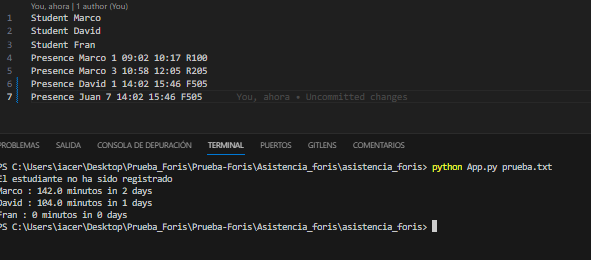 You, ahora | 1 author (You)
1 Student Marco
2 Student David
3 Student Fran
4 Presence Marco 1 09:02 10:17 R100
5 Presence Marco 3 10:58 12:05 R205
6 Presence David 1 14:02 15:46 F505
7 Presence Juan 7 14:02 15:46 F505 You, ahora • Uncommitted changes
PROBLEMAS SALIDA CONSOLA DE DEPURACIÓN TERMINAL PUERTOS GITLENS COMENTARIOS
PS C:\Users\iacer\Desktop\Prueba_Foris\Prueba-Foris\Asistencia_foris\asistencia_foris> python App.py prueba.txt
El estudiante no ha sido registrado
Marco : 142.0 minutos in 2 days
David : 104.0 minutos in 1 days
Fran : 0 minutos in 0 days
PS C:\Users\iacer\Desktop\Prueba_Foris\Prueba-Foris\Asistencia_foris\asistencia_foris>